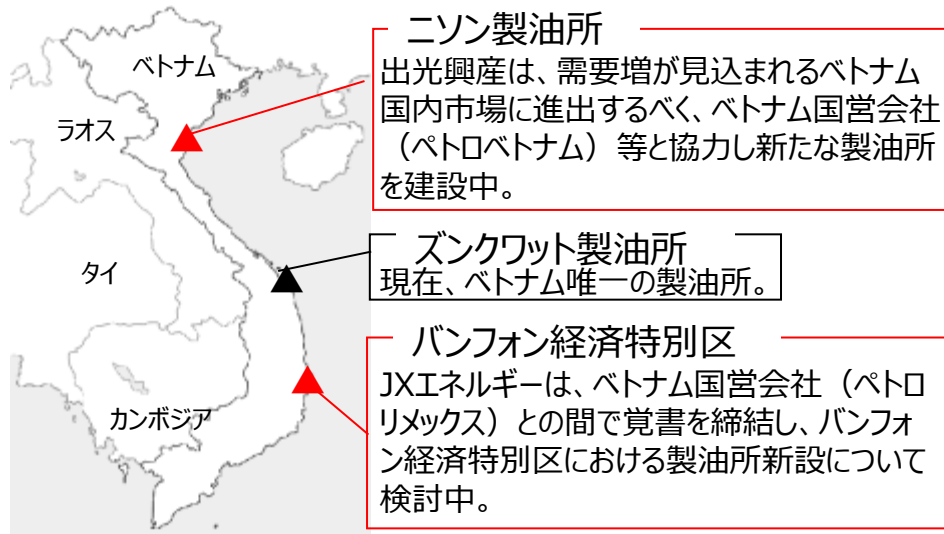 ベトナム
ラオス
タイ
カンボジア
ニソン製油所
出光興産は、需要増が見込まれるベトナム
国内市場に進出するべく、ベトナム国営会社
（ペトロベトナム）等と協力し新たな製油所
を建設中。
ズンクワット製油所
現在、ベトナム唯一の製油所。
バンフォン経済特別区
JXエネルギーは、ベトナム国営会社（ペトロ
リメックス）との間で覚書を締結し、バンフォ
ン経済特別区における製油所新設について
検討中。